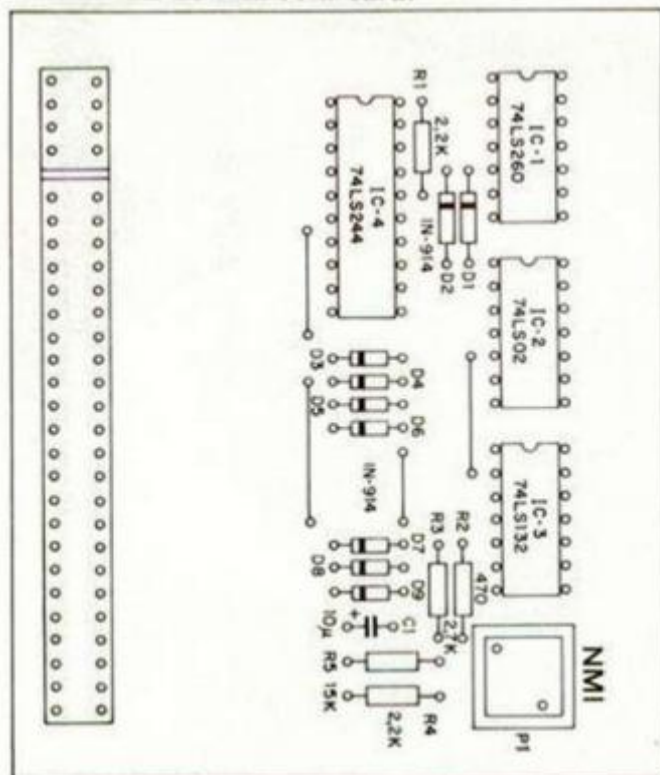 R1
2,2K
IC-1
74LS260
IC-4
74LS244
IN-914
D2
D1
IC-2
74LS02
D3
D4
D5
D6
IN-914
IC-3
74LS132
R3
R2
470
2,7K
D7
D8
D9
10µ
+
C1
R5
15K
2,2K
R4
NMI
P1